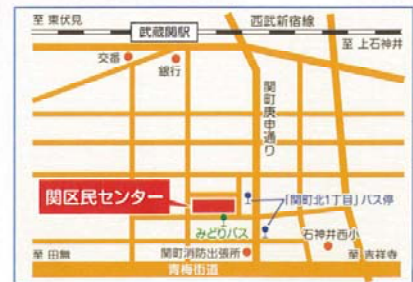 至 東伏見
武蔵関駅
西武新宿線
至 上石神井
交番
銀行
関町庚申通り
関区民センター
「関町北1丁目」バス停
みどりバス
石神井西小
至 田無
関町消防出張所
至 吉祥寺
青梅街道